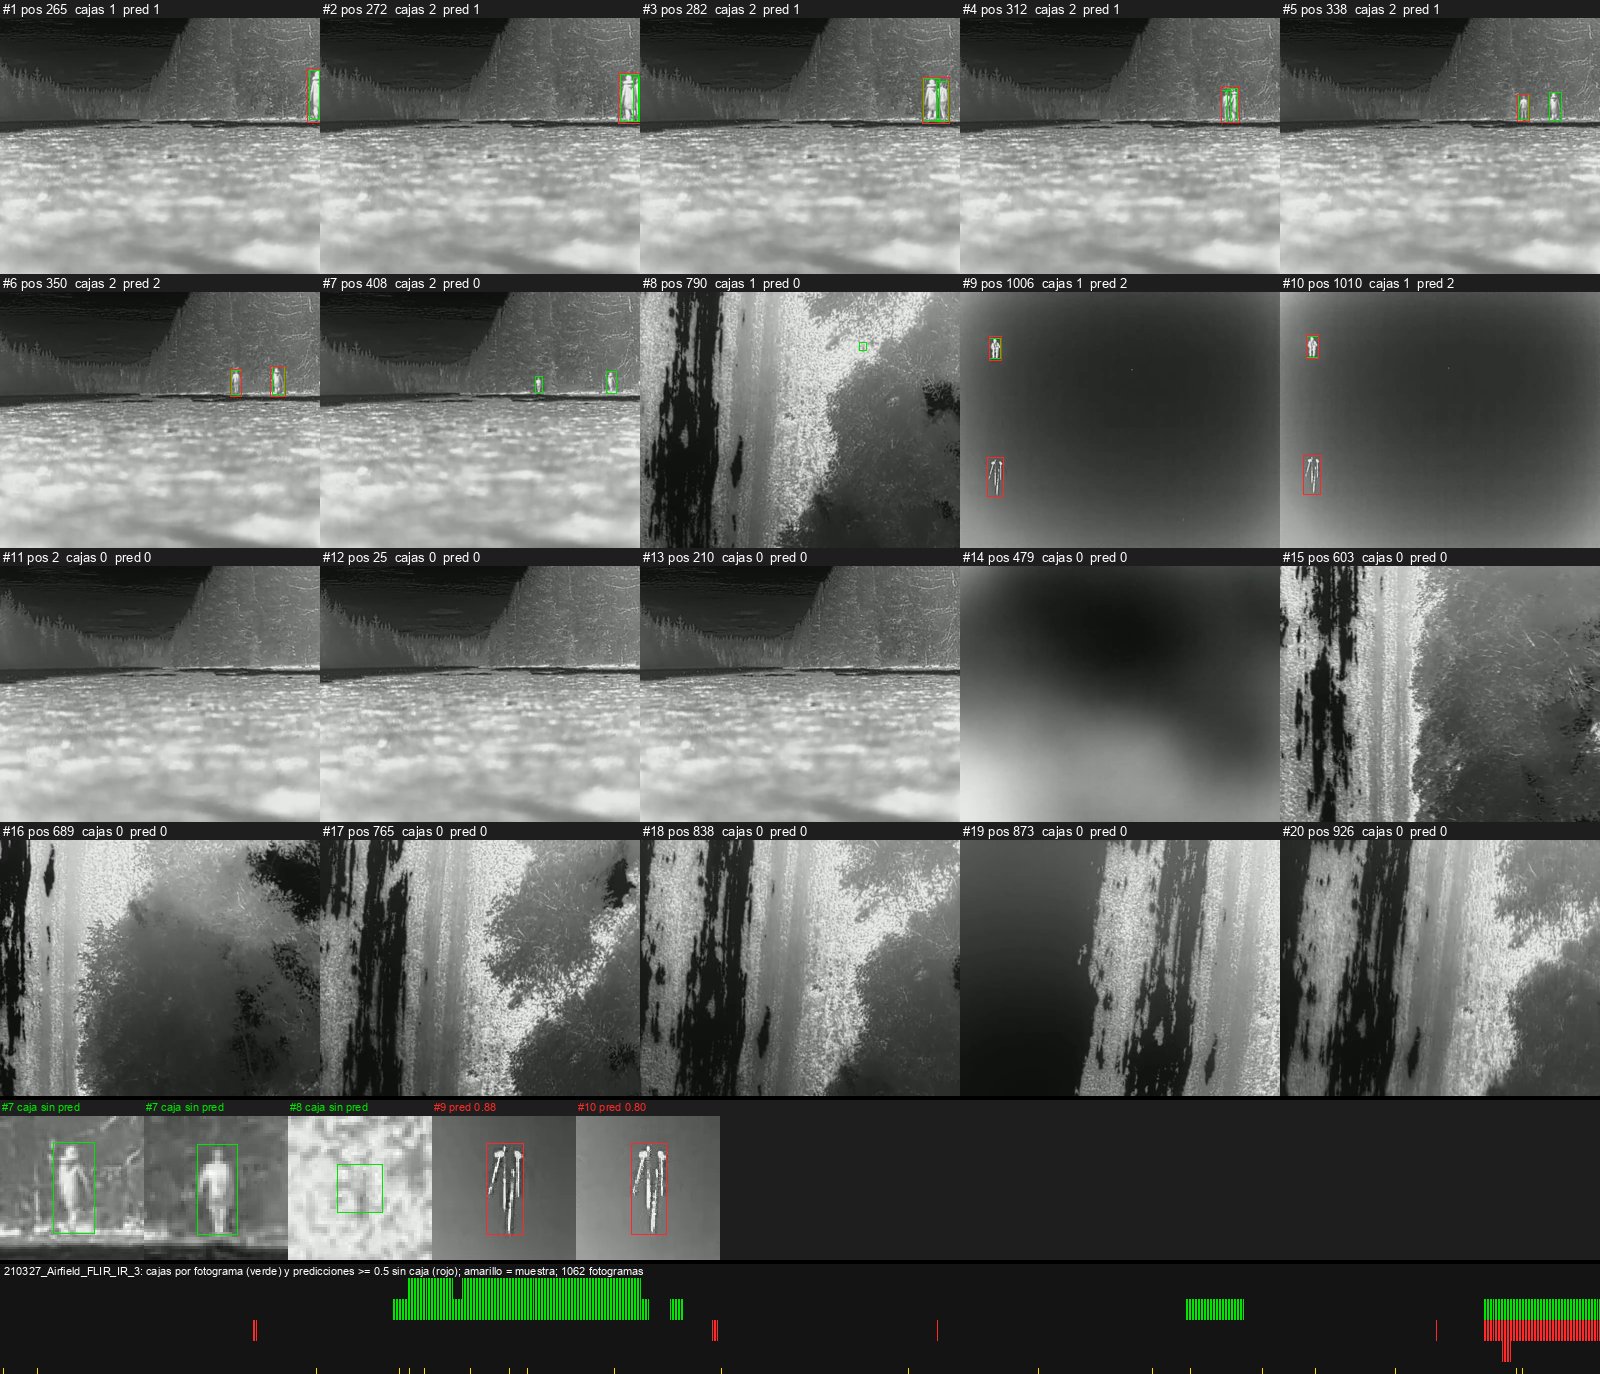 #1 pos 265 cajas 1 pred 1
#2 pos 272 cajas 2 pred 1
#3 pos 282 cajas 2 pred 1
#4 pos 312 cajas 2 pred 1
#5 pos 338 cajas 2 pred 1
#6 pos 350 cajas 2 pred 2
#7 pos 408 cajas 2 pred 0
#8 pos 790 cajas 1 pred 0
#9 pos 1006 cajas 1 pred 2
#10 pos 1010 cajas 1 pred 2
#11 pos 2 cajas 0 pred 0
#12 pos 25 cajas 0 pred 0
#13 pos 210 cajas 0 pred 0
#14 pos 479 cajas 0 pred 0
#15 pos 603 cajas 0 pred 0
#16 pos 689 cajas 0 pred 0
#17 pos 765 cajas 0 pred 0
#18 pos 838 cajas 0 pred 0
#19 pos 873 cajas 0 pred 0
#20 pos 926 cajas 0 pred 0
#7 caja sin pred
#7 caja sin pred
#8 caja sin pred
#9 pred 0.88
#10 pred 0.80
210327_Airfield_FLIR_IR_3: cajas por fotograma (verde) y predicciones >= 0.5 sin caja (rojo); amarillo = muestra; 1062 fotogramas